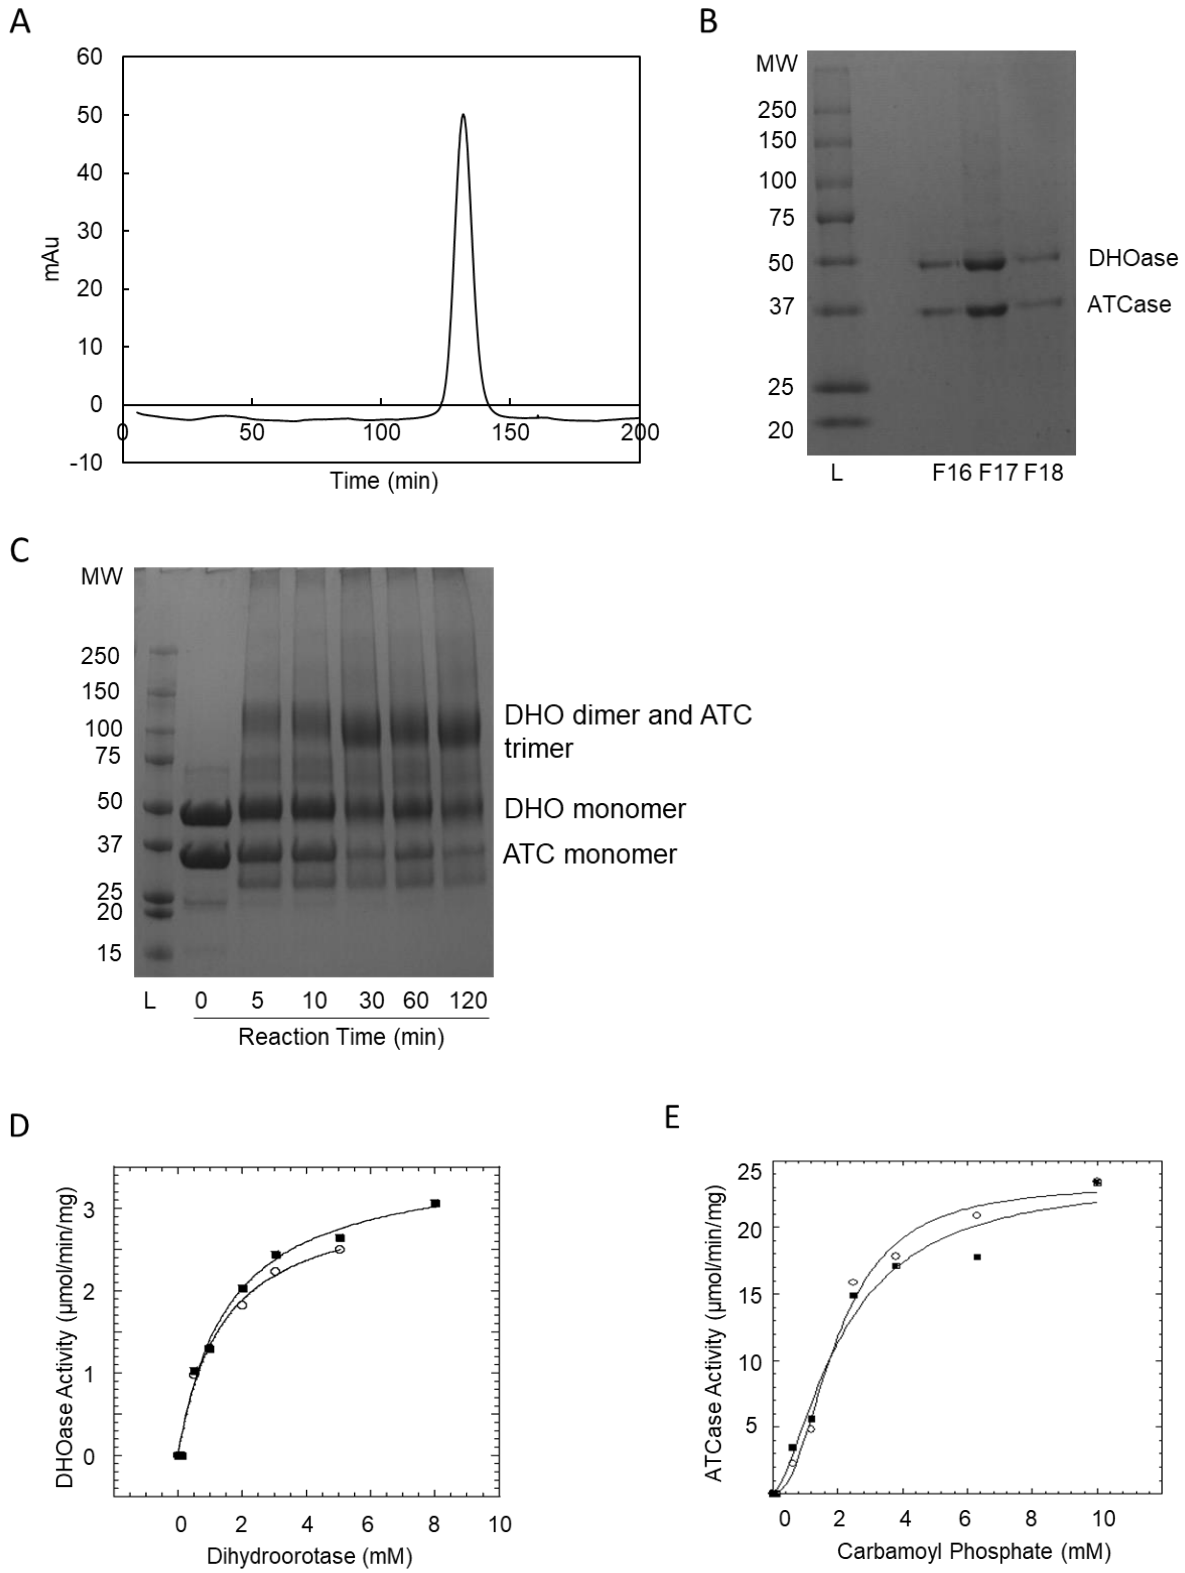 A
60
50
40
30
20
10
0
-10
mAu
0
50
100
150
200
Time (min)
B
MW
250
150
100
75
50
37
25
20
DHOase
ATCase
L F16 F17 F18
C
MW
250
150
100
75
50
37
25
20
15
DHO dimer and ATC
trimer
DHO monomer
ATC monomer
L 0 5 10 30 60 120
Reaction Time (min)
D
DHOase Activity (µmol/min/mg)
3
2
1
0
0 2 4 6 8 10
Dihydroorotase (mM)
E
ATCase Activity (µmol/min/mg)
25
20
15
10
5
0 2 4 6 8 10
Carbamoyl Phosphate (mM)